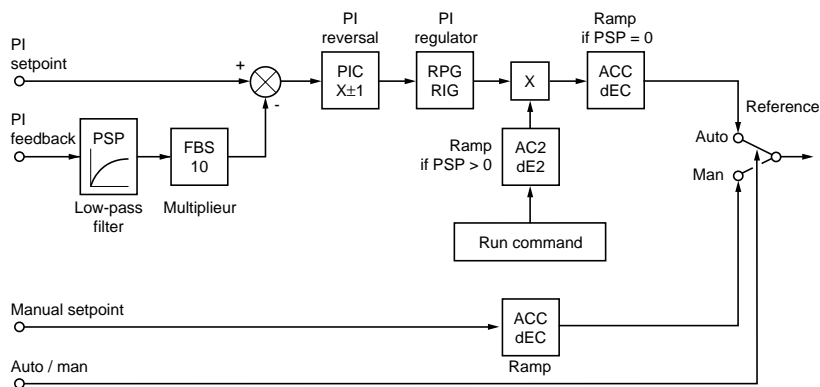 PI
reversal
PI
regulator
Ramp
if PSP = 0
PI
setpoint
+
-
PIC
X±1
RPG
RIG
X
ACC
dEC
Reference
PI
feedback
PSP
FBS
10
Low-pass
filter
Multiplieur
Ramp
if PSP > 0
AC2
dE2
Auto
Man
Run command
Manual setpoint
ACC
dEC
Ramp
Auto / man